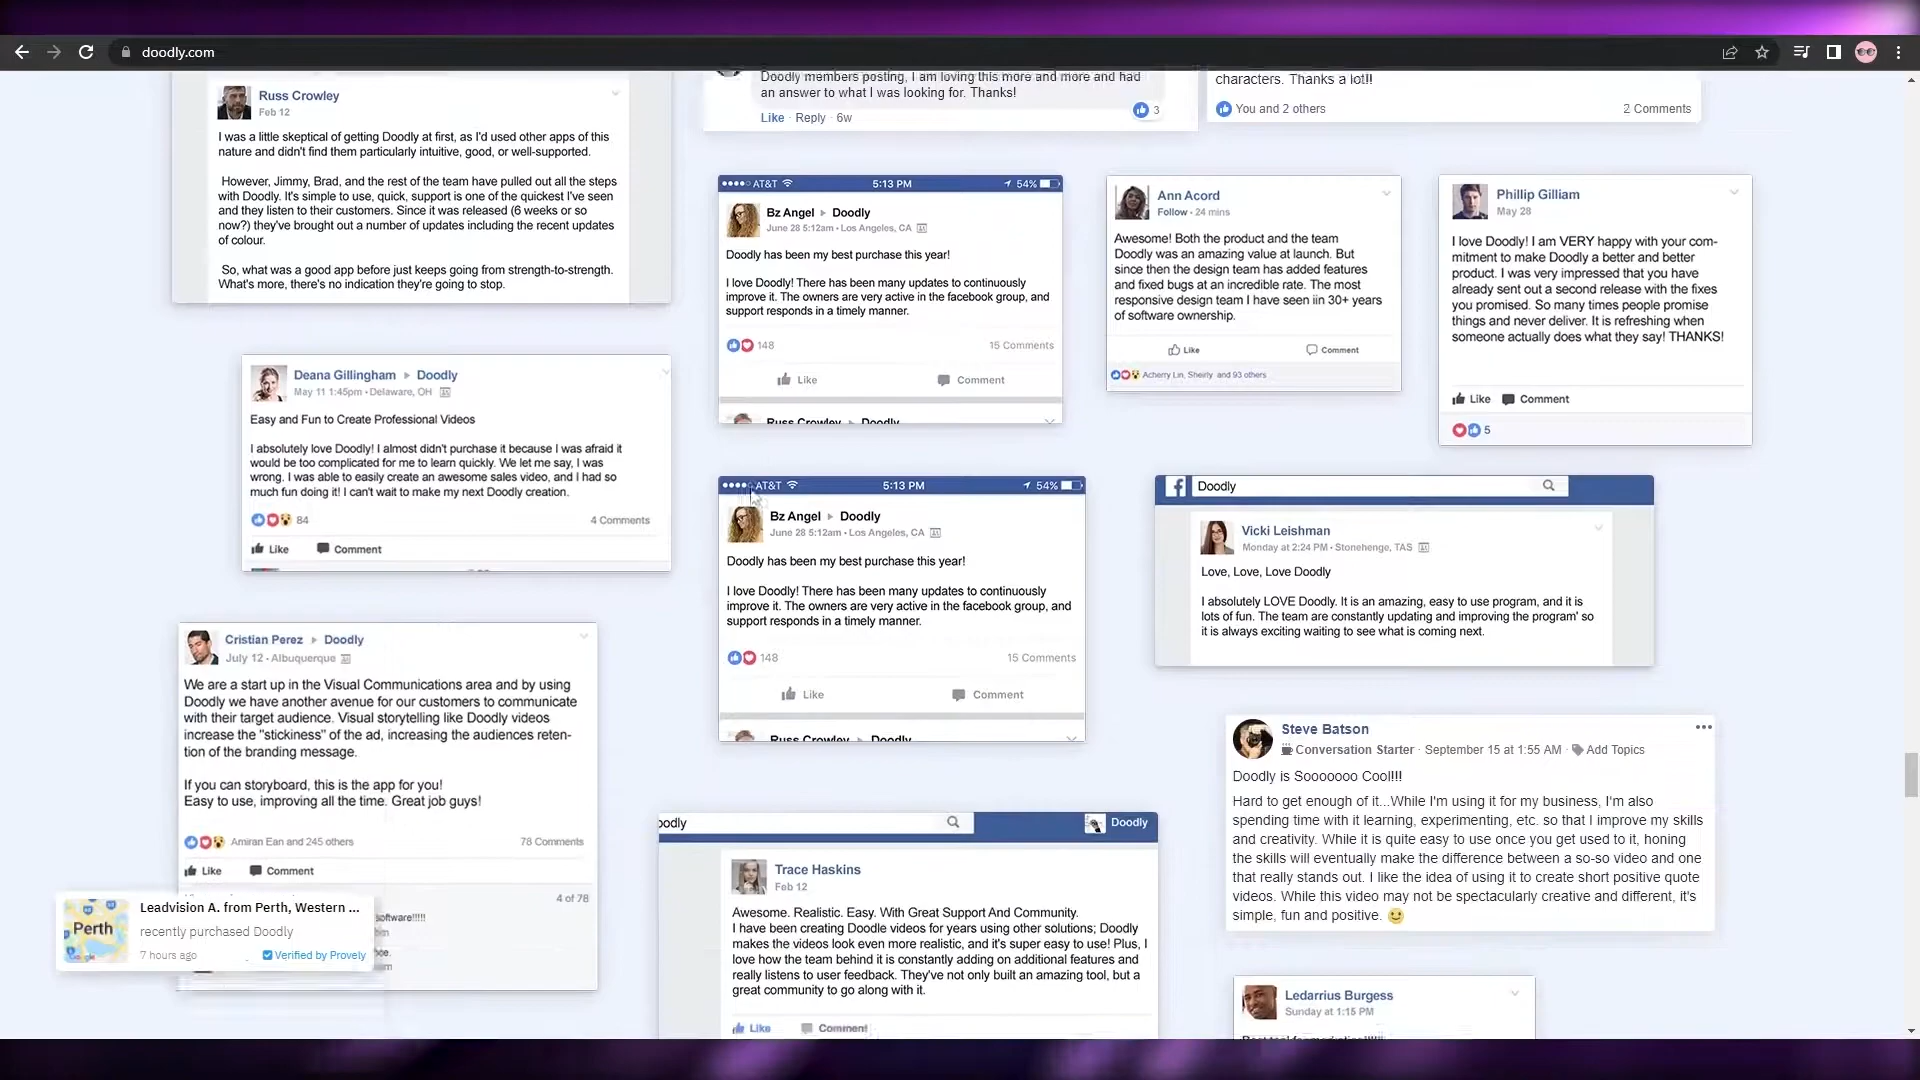 doodly.com
Russ Crowley
Feb 12
I was a little skeptical of getting Doodly at first, as I'd used other apps of this
nature and didn't find them particularly intuitive, good, or well-supported.
However, Jimmy, Brad, and the rest of the team have pulled out all the steps
with Doodly. It's simple to use, quick, support is one of the quickest I've seen
and they listen to their customers. Since it was released (6 weeks or so
now?) they've brought out a number of updates including the recent updates
of colour.
So, what was a good app before just keeps going from strength-to-strength.
What's more, there's no indication they're going to stop.
Doodly members posting, I am loving this more and more and had
an answer to what I was looking for. Thanks!
Like · Reply · 6w
3
characters. Thanks a lot!!
You and 2 others
2 Comments
AT&T
5:13 PM
54%
Bz Angel Doodly
June 28 5:12am • Los Angeles, CA
Doodly has been my best purchase this year!
I love Doodly! There has been many updates to continuously
improve it. The owners are very active in the facebook group, and
support responds in a timely manner.
148
15 Comments
Like
Comment
Russ Crowley Doodly
Ann Acord
Follow • 24 mins
Awesome! Both the product and the team
Doodly was an amazing value at launch. But
since then the design team has added features
and fixed bugs at an incredible rate. The most
responsive design team I have seen iin 30+ years
of software ownership.
Like
Comment
Acherry Lin, Sheirly and 93 others
Phillip Gilliam
May 28
I love Doodly! I am VERY happy with your com-
mitment to make Doodly a better and better
product. I was very impressed that you have
already sent out a second release with the fixes
you promised. So many times people promise
things and never deliver. It is refreshing when
someone actually does what they say! THANKS!
Like Comment
5
Deana Gillingham Doodly
May 11 1:45pm • Delaware, OH
Easy and Fun to Create Professional Videos
I absolutely love Doodly! I almost didn't purchase it because I was afraid it
would be too complicated for me to learn quickly. We let me say, I was
wrong. I was able to easily create an awesome sales video, and I had so
much fun doing it! I can't wait to make my next Doodly creation.
84
4 Comments
Like Comment
AT&T
5:13 PM
54%
Bz Angel Doodly
June 28 5:12am • Los Angeles, CA
Doodly has been my best purchase this year!
I love Doodly! There has been many updates to continuously
improve it. The owners are very active in the facebook group, and
support responds in a timely manner.
148
15 Comments
Like
Comment
Russ Crowley Doodly
Doodly
Vicki Leishman
Monday at 2:24 PM • Stonehenge, TAS
Love, Love, Love Doodly
I absolutely LOVE Doodly. It is an amazing, easy to use program, and it is
lots of fun. The team are constantly updating and improving the program' so
it is always exciting waiting to see what is coming next.
Cristian Perez Doodly
July 12 • Albuquerque
We are a start up in the Visual Communications area and by using
Doodly we have another avenue for our customers to communicate
with their target audience. Visual storytelling like Doodly videos
increase the "stickiness" of the ad, increasing the audiences reten-
tion of the branding message.
If you can storyboard, this is the app for you!
Easy to use, improving all the time. Great job guys!
Amiran Ean and 245 others
78 Comments
Like Comment
4 of 78
software!!!!!
Steve Batson
Conversation Starter · September 15 at 1:55 AM · Add Topics
Doodly is Sooooooo Cool!!!
Hard to get enough of it...While I'm using it for my business, I'm also
spending time with it learning, experimenting, etc. so that I improve my skills
and creativity. While it is quite easy to use once you get used to it, honing
the skills will eventually make the difference between a so-so video and one
that really stands out. I like the idea of using it to create short positive quote
videos. While this video may not be spectacularly creative and different, it's
simple, fun and positive.
oodly
Doodly
Trace Haskins
Feb 12
Awesome. Realistic. Easy. With Great Support And Community.
I have been creating Doodle videos for years using other solutions; Doodly
makes the videos look even more realistic, and it's super easy to use! Plus, I
love how the team behind it is constantly adding on additional features and
really listens to user feedback. They've not only built an amazing tool, but a
great community to go along with it.
Like Comment
Perth
Google
Leadvision A. from Perth, Western ...
recently purchased Doodly
7 hours ago
Verified by Provely
Ledarrius Burgess
Sunday at 1:15 PM